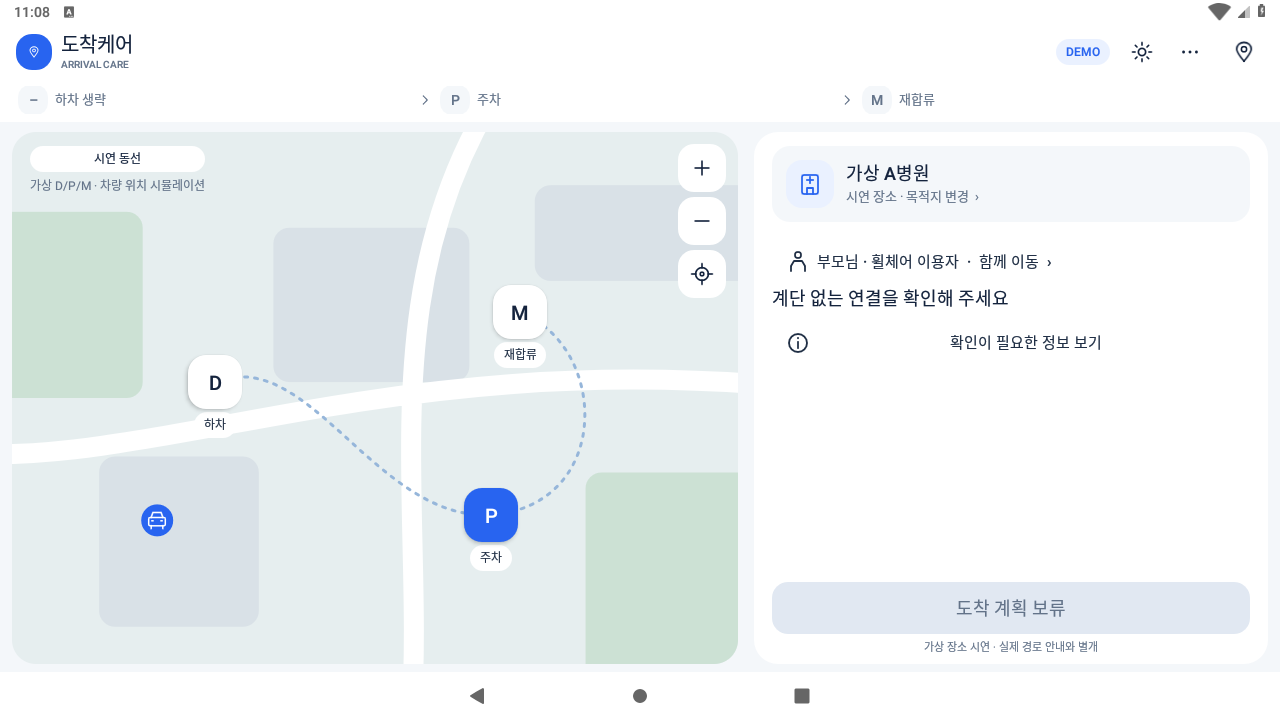 11:08
도착케어
ARRIVAL CARE
DEMO
– 하차 생략
P 주차
M 재합류
시연 동선
가상 D/P/M · 차량 위치 시뮬레이션
M
재합류
D
하차
P
주차
가상 A병원
시연 장소 · 목적지 변경 ›
부모님 · 휠체어 이용자 · 함께 이동 ›
계단 없는 연결을 확인해 주세요
확인이 필요한 정보 보기
도착 계획 보류
가상 장소 시연 · 실제 경로 안내와 별개